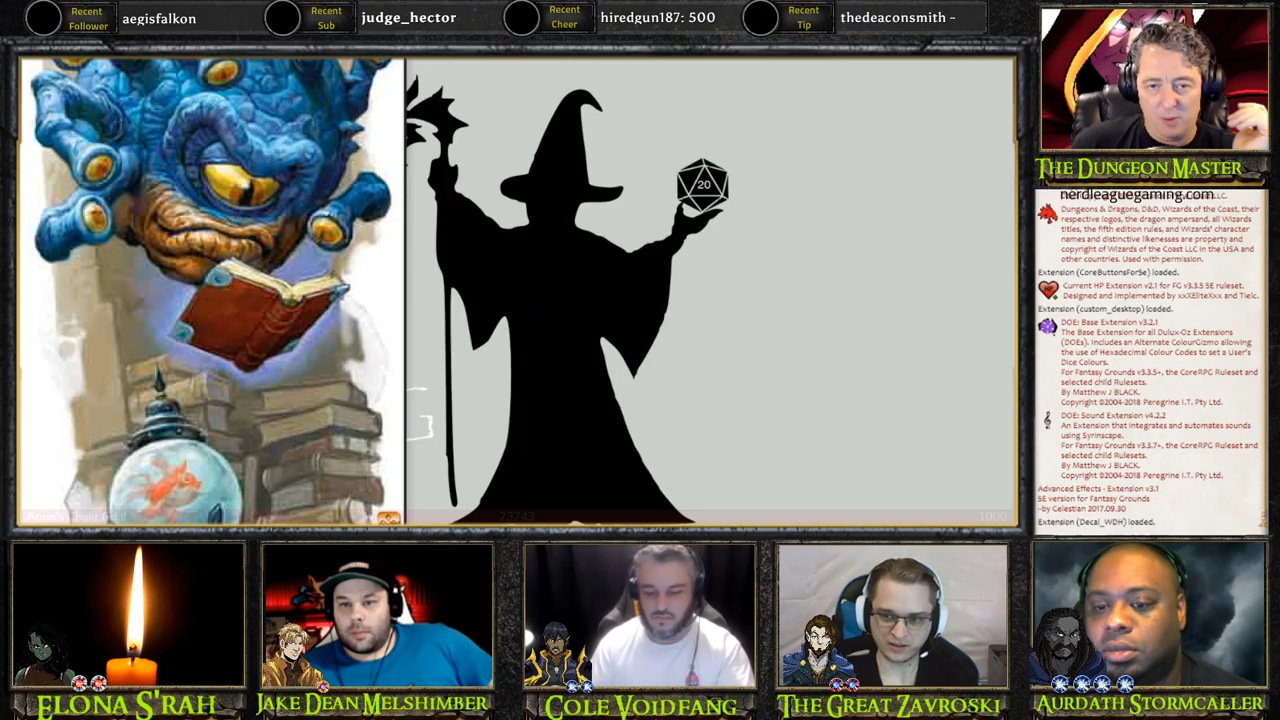 Recent
Follower
aegisfalkon
Recent
Sub
judge_hector
Recent
Cheer
hiredgun187: 500
Recent
Tip
thedeaconsmith ~
20
73743
1000
THE DUNGEON MASTER
nerdleaguegaming.com
Dungeons & Dragons, D&D, Wizards of the Coast, their
respective logos, the dragon ampersand, all Wizards
titles, the fifth edition rules, and Wizards' character
names and distinctive likenesses are property and
copyright of Wizards of the Coast LLC in the USA and
other countries. Used with permission.
Extension (CoreButtonsFor5e) loaded.
HP
Current HP Extension v2.1 for FG v3.3.5 5E ruleset.
Designed and implemented by xxXEliteXxx and Tielc.
Extension (custom_desktop) loaded.
DOE: Base Extension v3.2.1
The Base Extension for all Dulux-Oz Extensions
(DOEs). Includes an Alternate ColourGizmo allowing
the use of Hexadecimal Colour Codes to set a User's
Dice Colours.
For Fantasy Grounds v3.3.5+, the CoreRPG Ruleset and
selected child Rulesets.
By Matthew J BLACK.
Copyright ©2004-2018 Peregrine I.T. Pty Ltd.
DOE: Sound Extension v4.2.2
An Extension that integrates and automates sounds
using Syrinscape.
For Fantasy Grounds v3.3.7+, the CoreRPG Ruleset and
selected child Rulesets.
By Matthew J BLACK.
Copyright ©2004-2018 Peregrine I.T. Pty Ltd.
Advanced Effects - Extension v3.1
5E version for Fantasy Grounds
~by Celestian 2017.09.30
Extension (Decal_WDH) loaded.
ELONA S'RAH
JAKE DEAN MELSHIMBER
COLE VOIDFANG
THE GREAT ZAVROSKI
AURDATH STORMCALLER